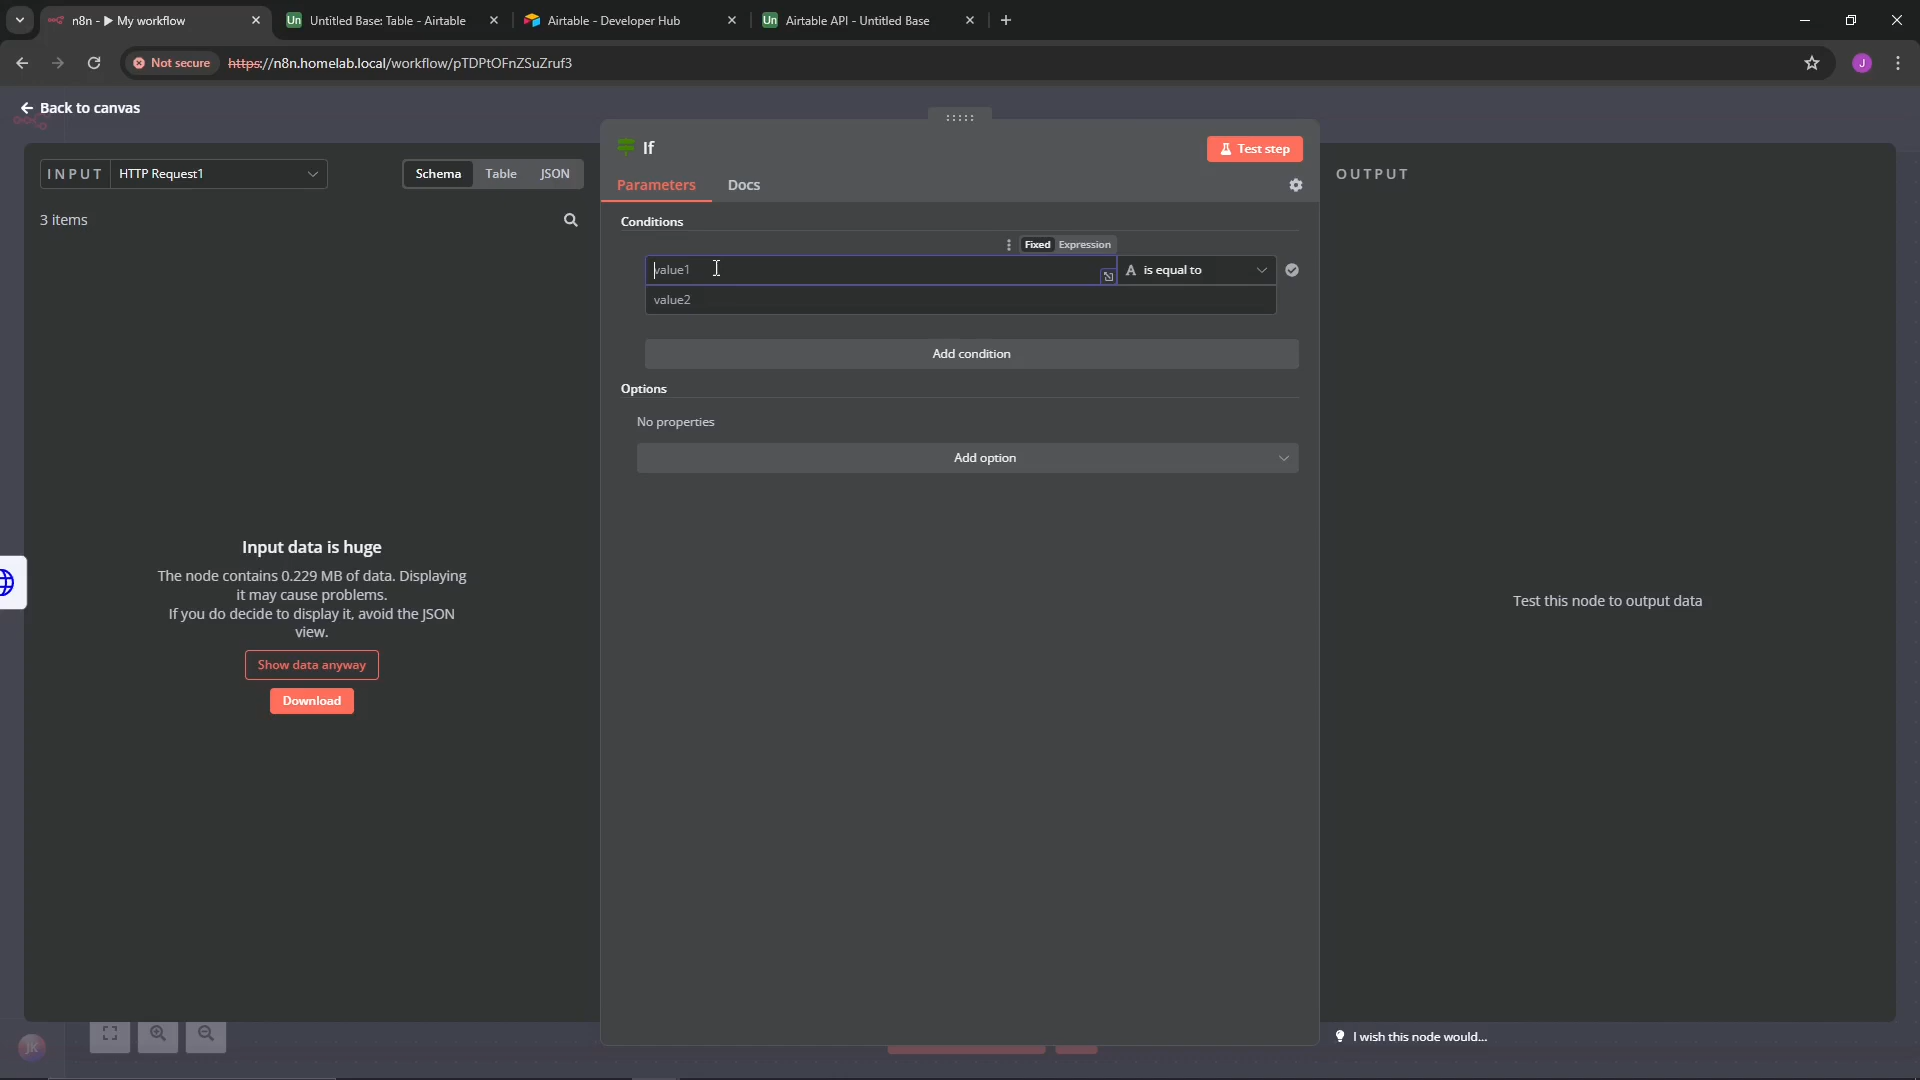 n8n - ▶ My workflow
Un Untitled Base: Table - Airtable
Airtable - Developer Hub
Un Airtable API - Untitled Base
Not secure https://n8n.homelab.local/workflow/pTDPtOFnZSuZruf3
J
Back to canvas
If
Test step
INPUT HTTP Request1
Schema Table JSON
OUTPUT
Parameters Docs
3 items
Conditions
Fixed Expression
value1
A is equal to
value2
Add condition
Options
No properties
Add option
Input data is huge
The node contains 0.229 MB of data. Displaying
it may cause problems.
If you do decide to display it, avoid the JSON
view.
Show data anyway
Download
Test this node to output data
I wish this node would...
JK